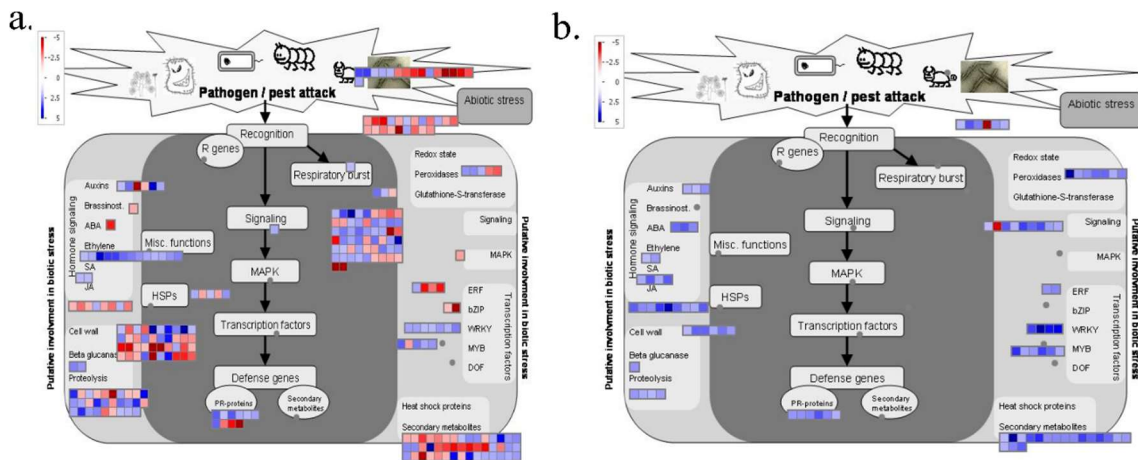 a.
-5
-2.5
0
2.5
5
Pathogen / pest attack
Abiotic stress
Recognition
R genes
Respiratory burst
Redox state
Peroxidases
Glutathione-S-transferase
Auxins
Brassinost.
ABA
Ethylene
SA
JA
Hormone signaling
Misc. functions
Signaling
Signaling
MAPK
MAPK
HSPs
Transcription factors
ERF
bZIP
WRKY
MYB
DOF
Transcription factors
Cell wall
Beta glucanase
Proteolysis
Defense genes
PR-proteins
Secondary
metabolites
Heat shock proteins
Secondary metabolites
Putative involvment in biotic stress
Putative involvement in biotic stress
b.
-5
-2.5
0
2.5
5
Pathogen / pest attack
Abiotic stress
Recognition
R genes
Respiratory burst
Redox state
Peroxidases
Glutathione-S-transferase
Auxins
Brassinost.
ABA
Ethylene
SA
JA
Hormone signaling
Misc. functions
Signaling
Signaling
MAPK
MAPK
HSPs
Transcription factors
ERF
bZIP
WRKY
MYB
DOF
Transcription factors
Cell wall
Beta glucanase
Proteolysis
Defense genes
PR-proteins
Secondary
metabolites
Heat shock proteins
Secondary metabolites
Putative involvment in biotic stress
Putative involvement in biotic stress